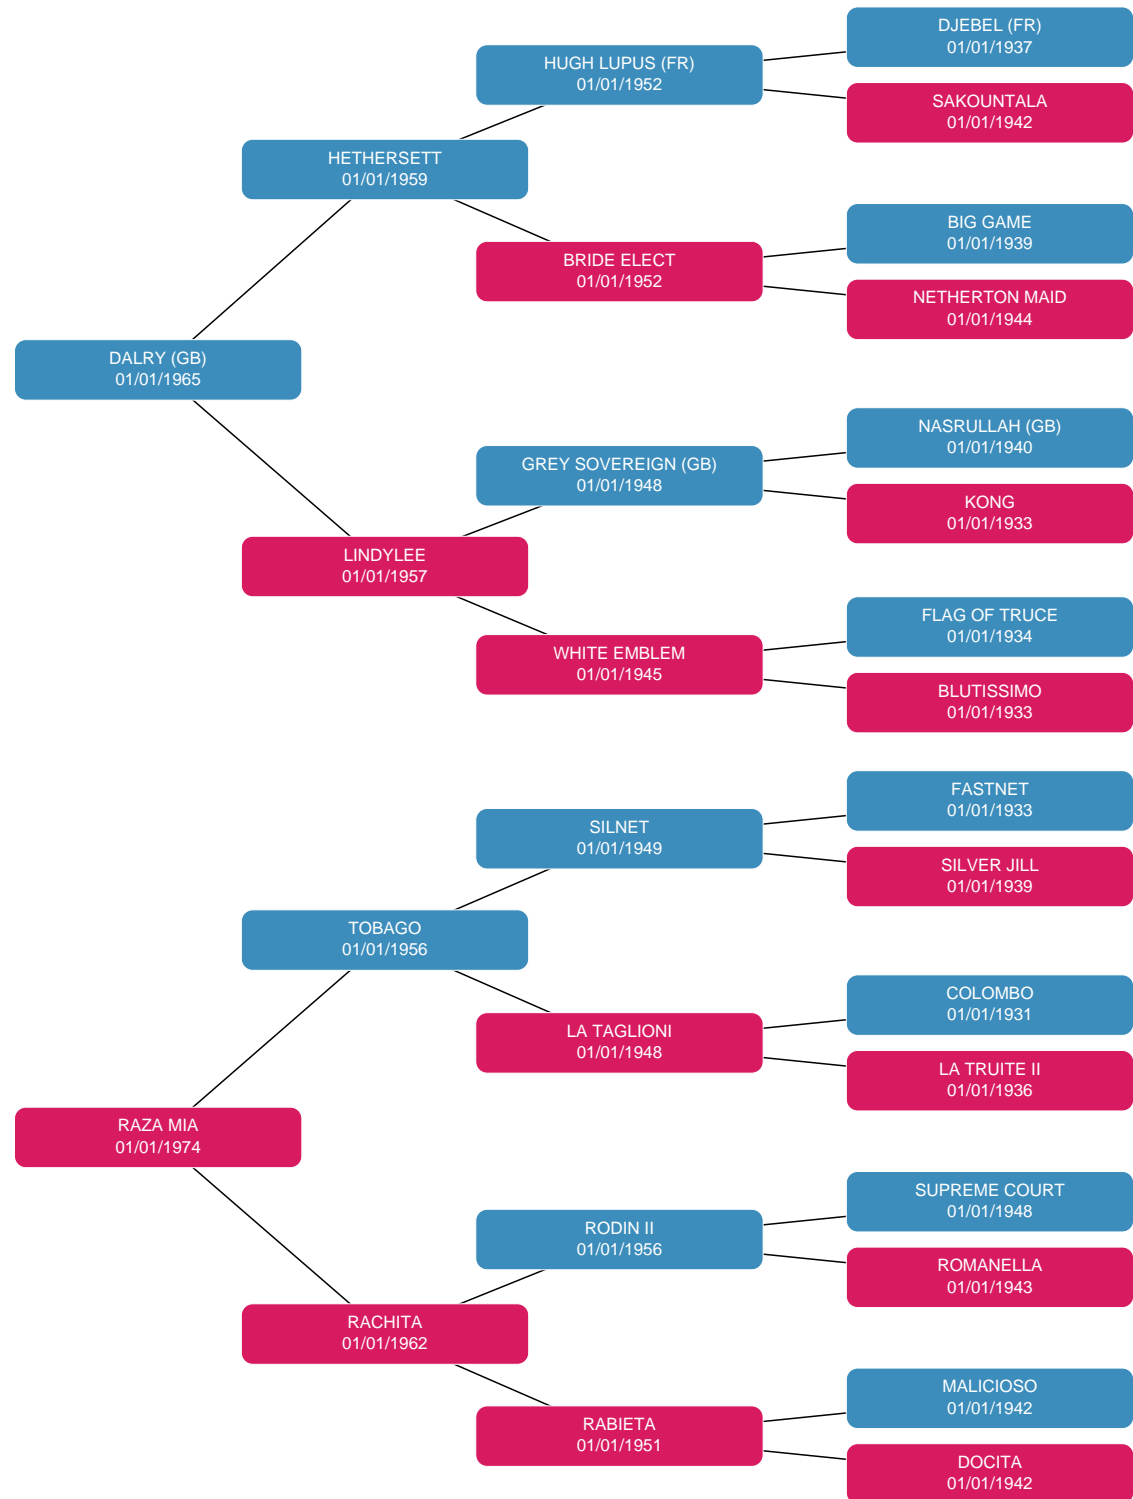 DJEBEL (FR)
01/01/1937
HUGH LUPUS (FR)
01/01/1952
SAKOUNTALA
01/01/1942
HETHERSETT
01/01/1959
BIG GAME
01/01/1939
BRIDE ELECT
01/01/1952
NETHERTON MAID
01/01/1944
DALRY (GB)
01/01/1965
NASRULLAH (GB)
01/01/1940
GREY SOVEREIGN (GB)
01/01/1948
KONG
01/01/1933
LINDYLEE
01/01/1957
FLAG OF TRUCE
01/01/1934
WHITE EMBLEM
01/01/1945
BLUTISSIMO
01/01/1933
FASTNET
01/01/1933
SILNET
01/01/1949
SILVER JILL
01/01/1939
TOBAGO
01/01/1956
COLOMBO
01/01/1931
LA TAGLIONI
01/01/1948
LA TRUITE II
01/01/1936
RAZA MIA
01/01/1974
SUPREME COURT
01/01/1948
RODIN II
01/01/1956
ROMANELLA
01/01/1943
RACHITA
01/01/1962
MALICIOSO
01/01/1942
RABIETA
01/01/1951
DOCITA
01/01/1942